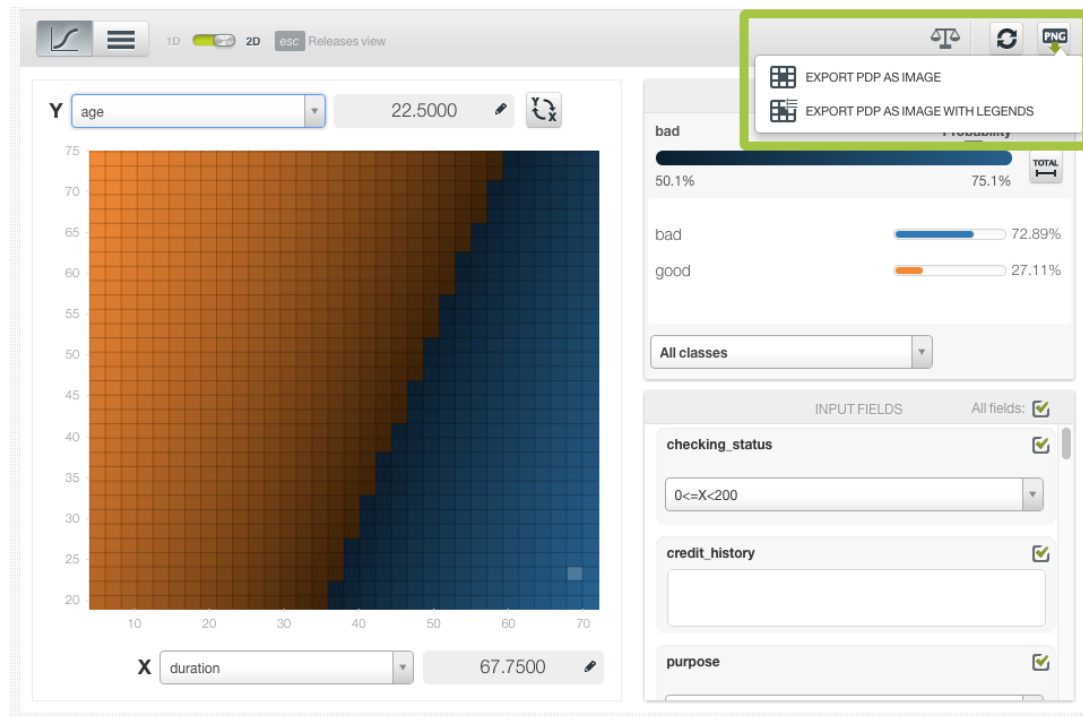 1D 2D esc Releases view
PNG
EXPORT PDP AS IMAGE
EXPORT PDP AS IMAGE WITH LEGENDS
Y age 22.5000 Y X
75
70
65
60
55
50
45
40
35
30
25
20
10 20 30 40 50 60 70
X duration 67.7500
bad Probability
TOTAL
50.1% 75.1%
bad 72.89%
good 27.11%
All classes
INPUT FIELDS All fields:
checking_status
0<=X<200
credit_history
purpose